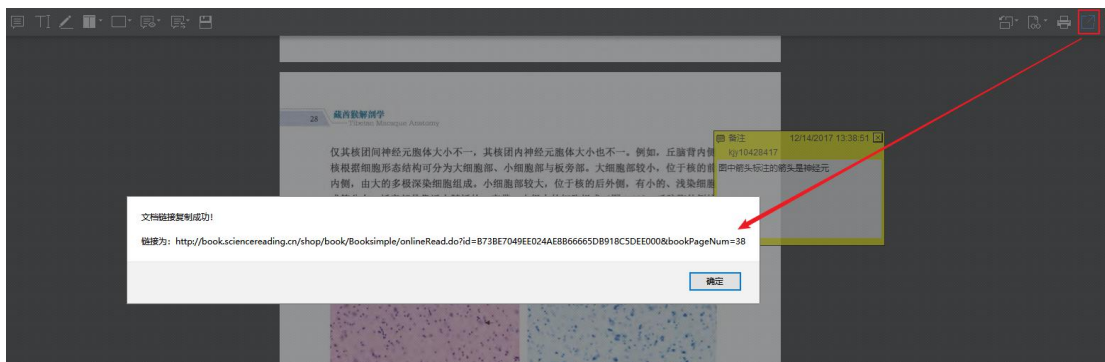 28
藏酋猴解剖学
Tibetan Macaque Anatomy
备注 12/14/2017 13:38:51
kjy10428417
图中箭头标注的箭头是神经元
仅其核团间神经元胞体大小不一，其核团内神经元胞体大小也不一。例如，丘脑背内侧
核根据细胞形态结构可分为大细胞部、小细胞部与板旁部。大细胞部较小，位于核的前
内侧，由大的多极深染细胞组成。小细胞部较大，位于核的后外侧，有小的、浅染细胞
文档链接复制成功!
链接为: http://book.sciencereading.cn/shop/book/Booksimple/onlineRead.do?id=B73BE7049EE024AE8B66665DB918C5DEE000&bookPageNum=38
确定